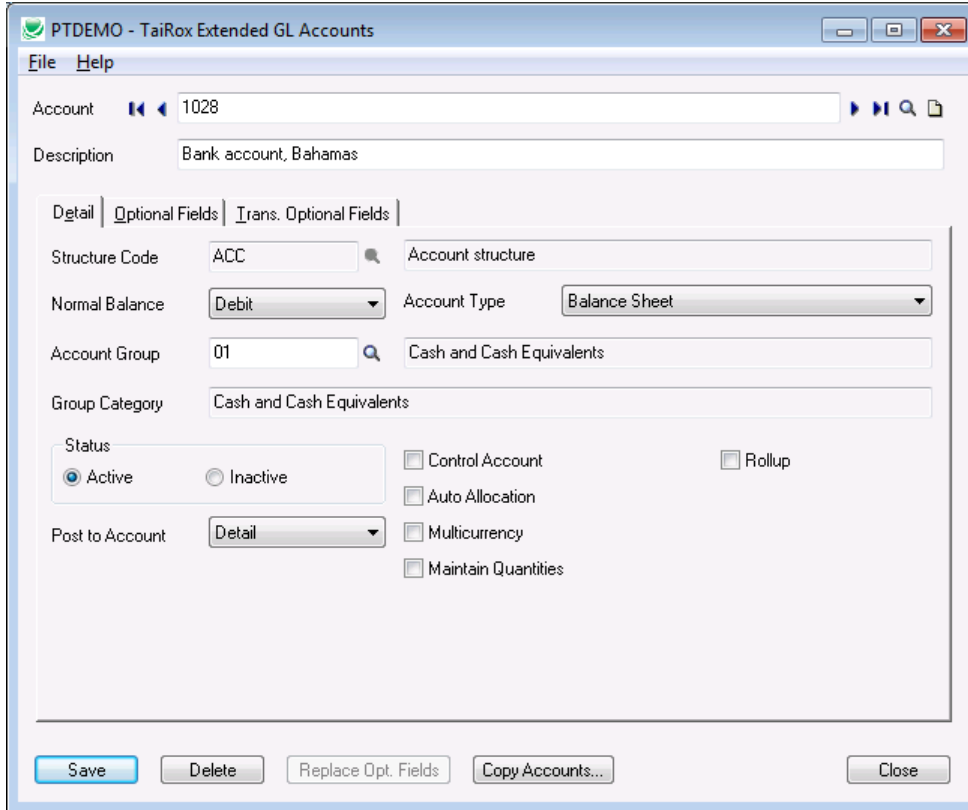 PTDEMO - TaiRox Extended GL Accounts
File Help
Account 1028
Description Bank account, Bahamas
Detail Optional Fields Trans. Optional Fields
Structure Code ACC Account structure
Normal Balance Debit Account Type Balance Sheet
Account Group 01 Cash and Cash Equivalents
Group Category Cash and Cash Equivalents
Status
Active Inactive
Control Account Rollup
Auto Allocation
Post to Account Detail
Multicurrency
Maintain Quantities
Save Delete Replace Opt. Fields Copy Accounts... Close